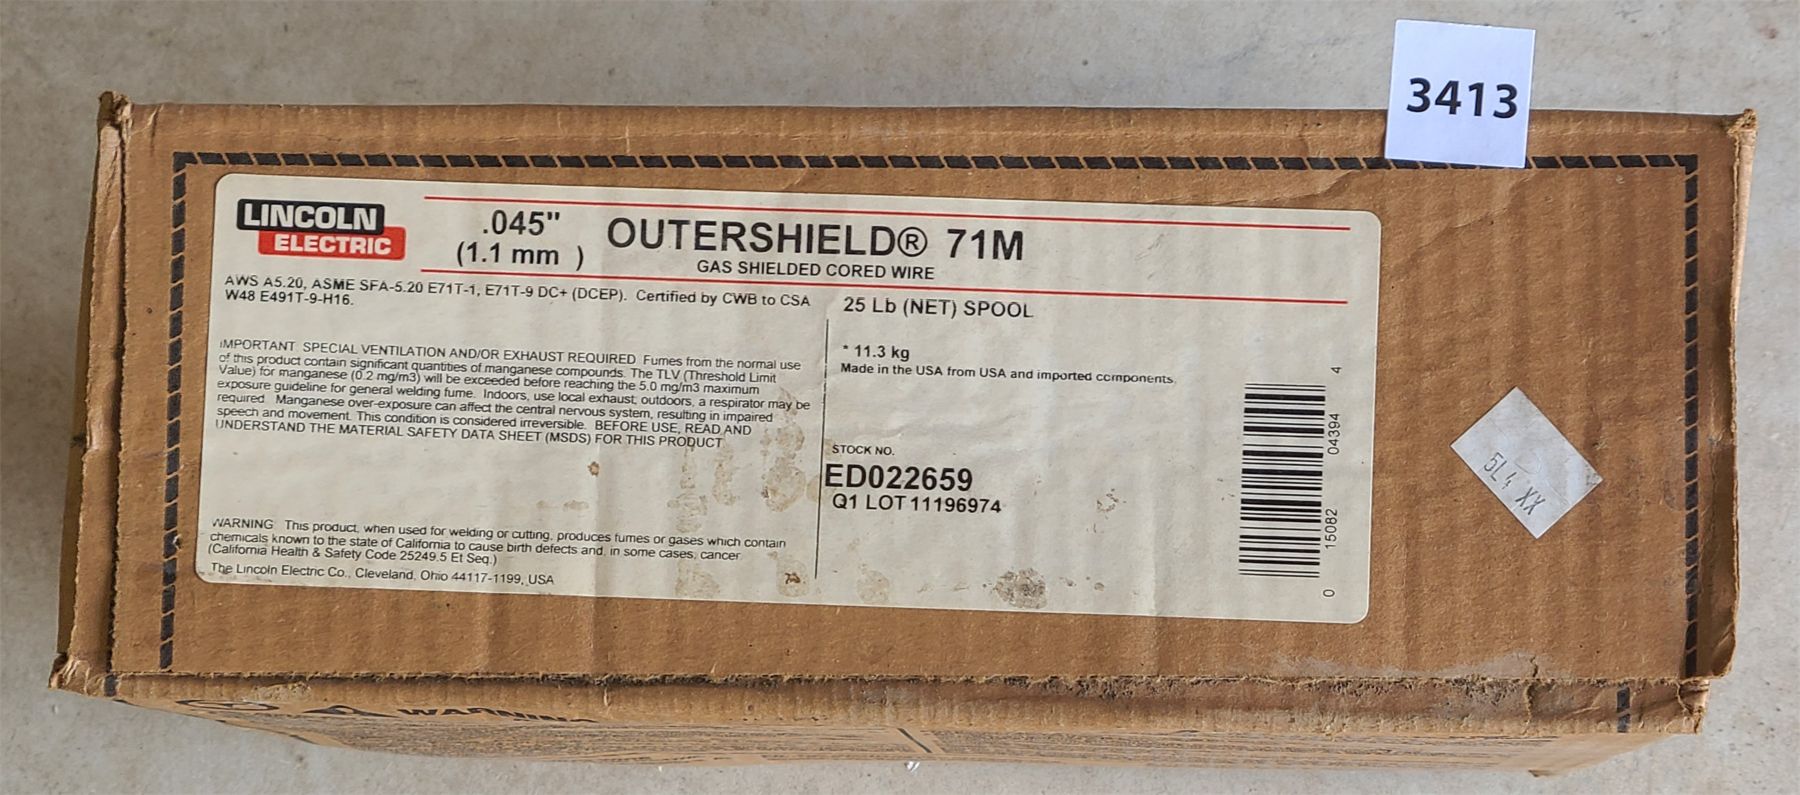 3413
LINCOLN
ELECTRIC
.045"
(1.1 mm )
OUTERSHIELD® 71M
GAS SHIELDED CORED WIRE
AWS A5.20, ASME SFA-5.20 E71T-1, E71T-9 DC+ (DCEP). Certified by CWB to CSA
W48 E491T-9-H16.
25 Lb (NET) SPOOL
* 11.3 kg
Made in the USA from USA and imported components.
IMPORTANT SPECIAL VENTILATION AND/OR EXHAUST REQUIRED Fumes from the normal use
of this product contain significant quantities of manganese compounds. The TLV (Threshold Limit
Value) for manganese (0.2 mg/m3) will be exceeded before reaching the 5.0 mg/m3 maximum
exposure guideline for general welding fume. Indoors, use local exhaust, outdoors, a respirator may be
required. Manganese over-exposure can affect the central nervous system, resulting in impaired
speech and movement. This condition is considered irreversible. BEFORE USE, READ AND
UNDERSTAND THE MATERIAL SAFETY DATA SHEET (MSDS) FOR THIS PRODUCT
STOCK NO.
ED022659
Q1 LOT 11196974
WARNING: This product, when used for welding or cutting, produces fumes or gases which contain
chemicals known to the state of California to cause birth defects and, in some cases, cancer
(California Health & Safety Code 25249.5 Et Seq.)
The Lincoln Electric Co., Cleveland, Ohio 44117-1199, USA
0 15082 04394 4
5L4 XX
WARNING